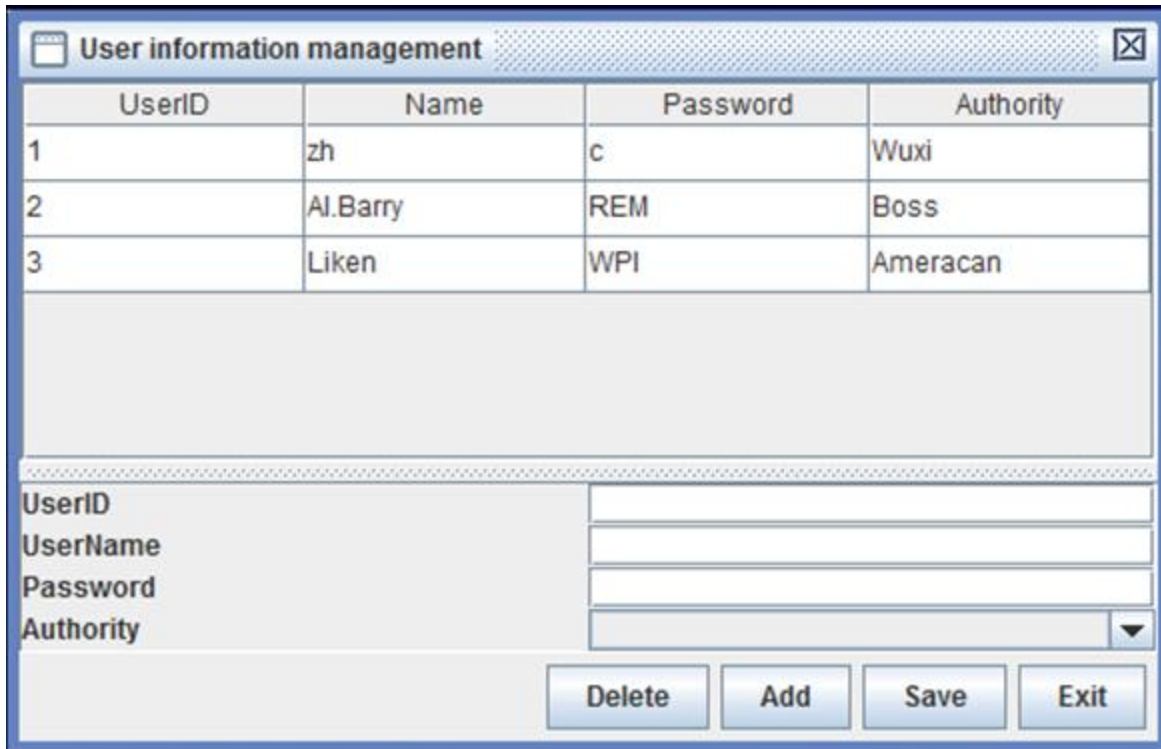 User information management
UserID Name Password Authority
1 zh c Wuxi
2 Al.Barry REM Boss
3 Liken WPI Ameracan
UserID
UserName
Password
Authority
Delete Add Save Exit